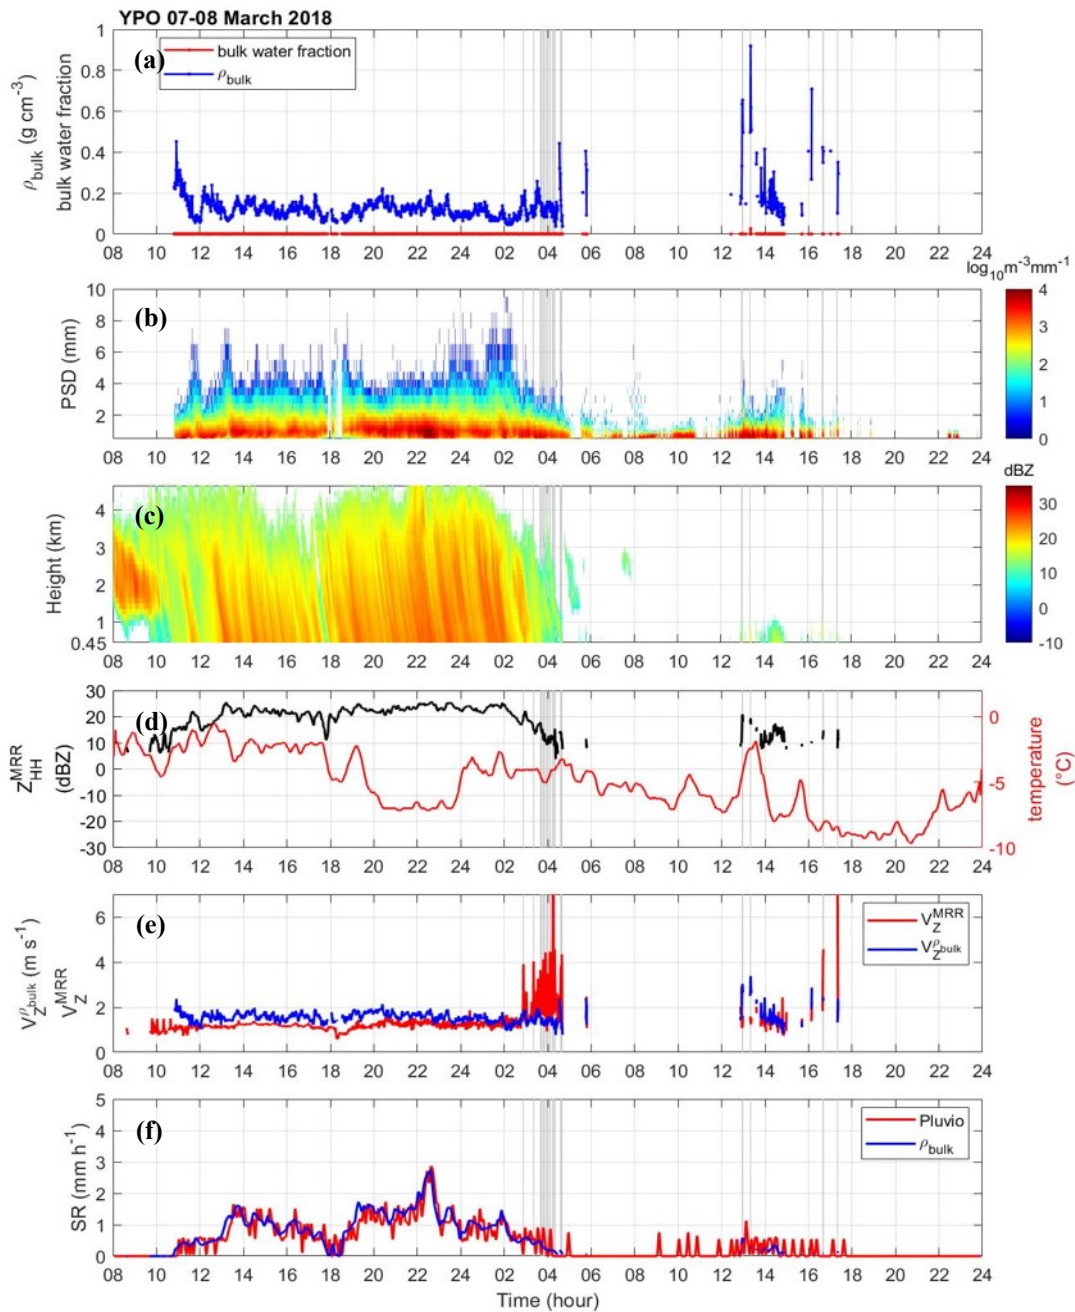 YPO 07-08 March 2018
(a)
bulk water fraction
ρbulk
ρbulk (g cm-3)
bulk water fraction
1
0.8
0.6
0.4
0.2
0
08 10 12 14 16 18 20 22 24 02 04 06 08 10 12 14 16 18 20 22 24
log10m-3mm-1
(b)
PSD (mm)
10
8
6
4
2
4
3
2
1
0
08 10 12 14 16 18 20 22 24 02 04 06 08 10 12 14 16 18 20 22 24
dBZ
(c)
Height (km)
4
3
2
1
0.45
30
20
10
0
-10
08 10 12 14 16 18 20 22 24 02 04 06 08 10 12 14 16 18 20 22 24
(d)
ZHHMRR
(dBZ)
30
20
10
0
-10
-20
-30
0
-5
-10
temperature
(°C)
08 10 12 14 16 18 20 22 24 02 04 06 08 10 12 14 16 18 20 22 24
(e)
VZρbulk (m s-1)
VZMRR
6
4
2
0
VZMRR
VZρbulk
08 10 12 14 16 18 20 22 24 02 04 06 08 10 12 14 16 18 20 22 24
(f)
SR (mm h-1)
5
4
3
2
1
0
Pluvio
ρbulk
08 10 12 14 16 18 20 22 24 02 04 06 08 10 12 14 16 18 20 22 24
Time (hour)